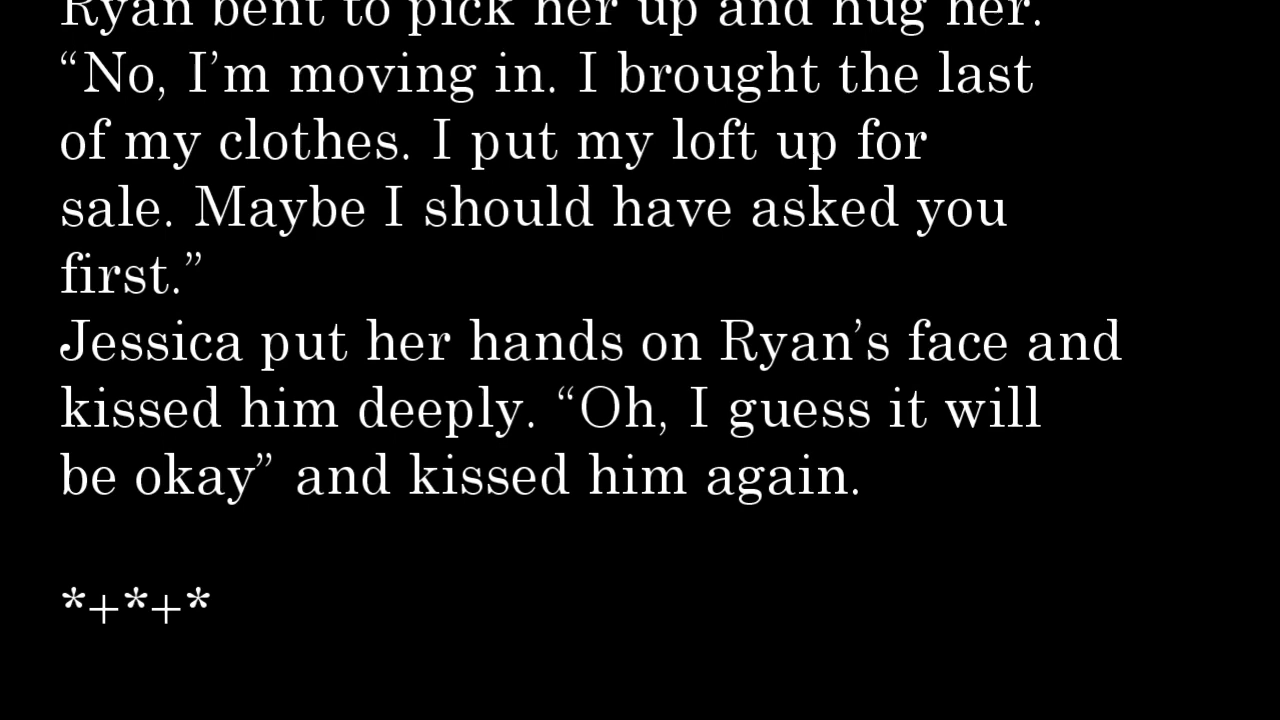 Ryan bent to pick her up and hug her.
“No, I’m moving in. I brought the last
of my clothes. I put my loft up for
sale. Maybe I should have asked you
first.”
Jessica put her hands on Ryan’s face and
kissed him deeply. “Oh, I guess it will
be okay” and kissed him again.
*+*+*